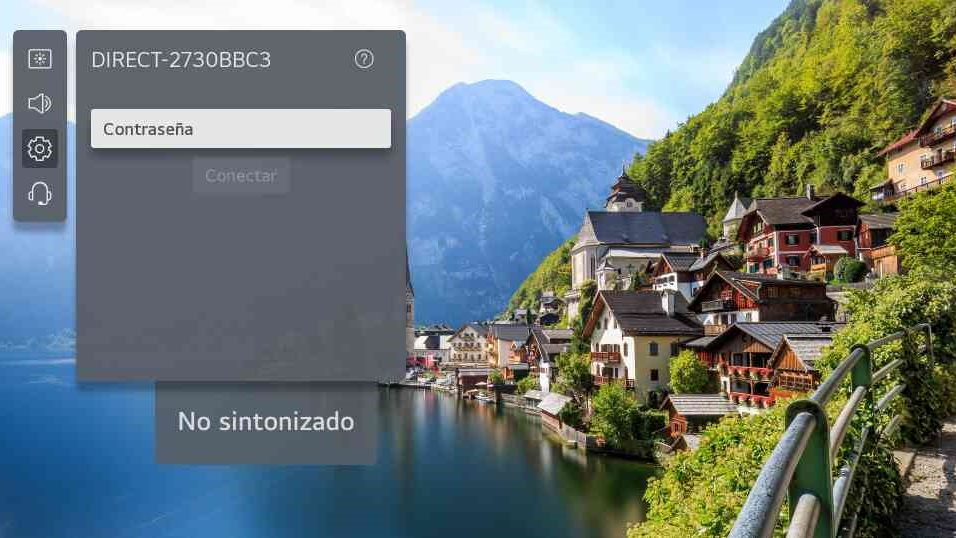 DIRECT-2730BBC3
Contraseña
Conectar
No sintonizado